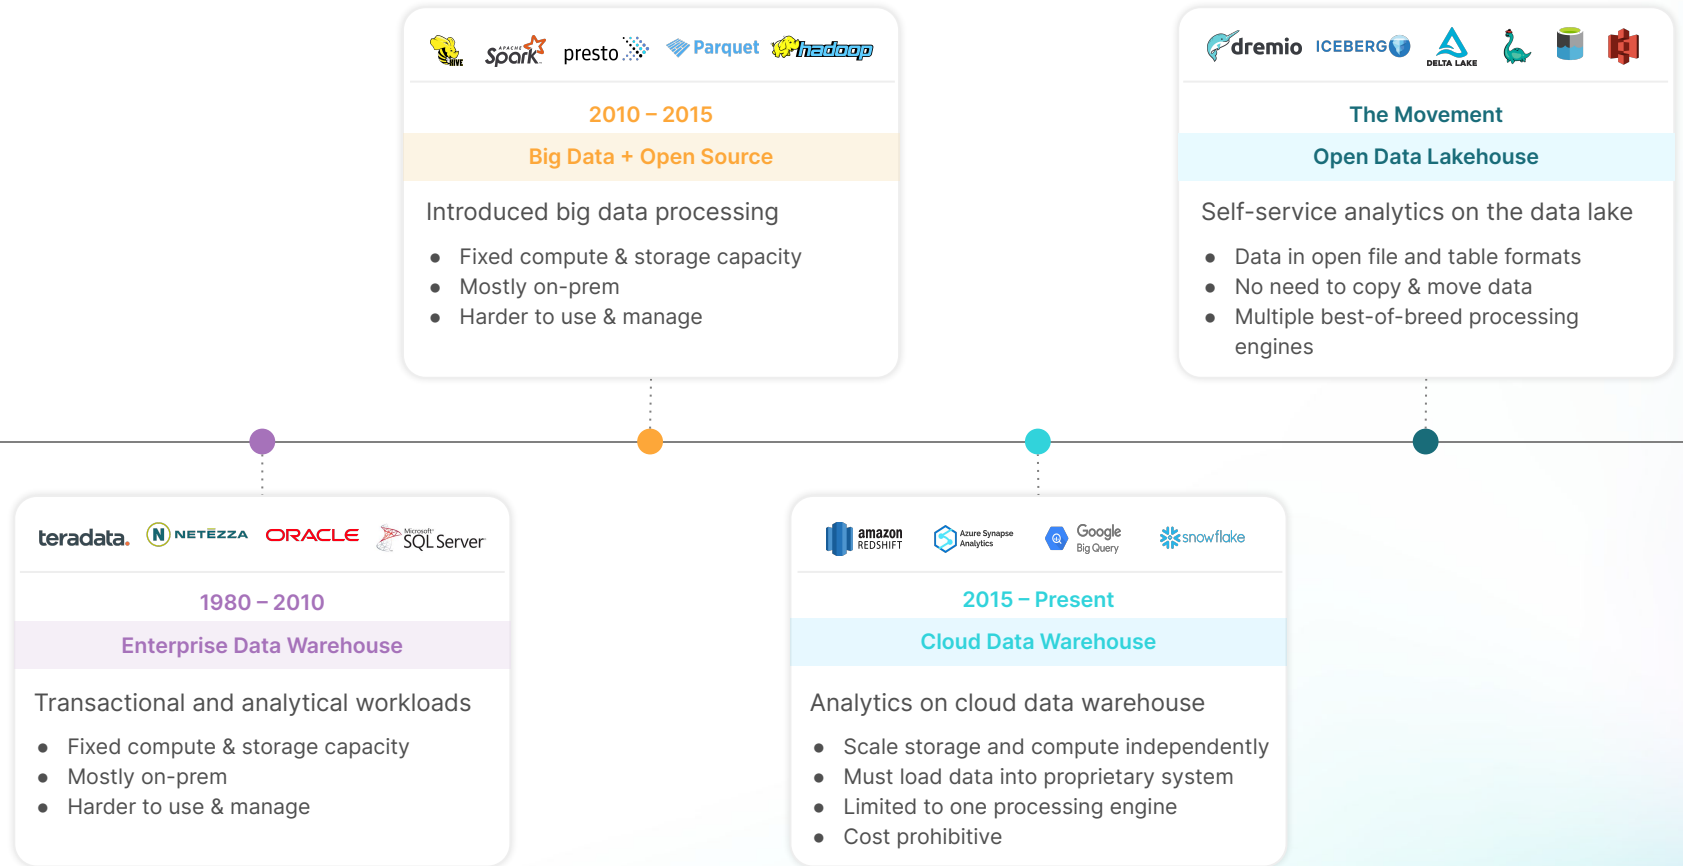 HIVE
APACHE
Spark
presto
Parquet
hadoop
2010 – 2015
Big Data + Open Source
Introduced big data processing
● Fixed compute & storage capacity
● Mostly on-prem
● Harder to use & manage
dremio
ICEBERG
DELTA LAKE
The Movement
Open Data Lakehouse
Self-service analytics on the data lake
● Data in open file and table formats
● No need to copy & move data
● Multiple best-of-breed processing
engines
teradata.
N NETEZZA
ORACLE
Microsoft
SQL Server
1980 – 2010
Enterprise Data Warehouse
Transactional and analytical workloads
● Fixed compute & storage capacity
● Mostly on-prem
● Harder to use & manage
amazon
REDSHIFT
Azure Synapse
Analytics
Google
Big Query
snowflake
2015 – Present
Cloud Data Warehouse
Analytics on cloud data warehouse
● Scale storage and compute independently
● Must load data into proprietary system
● Limited to one processing engine
● Cost prohibitive